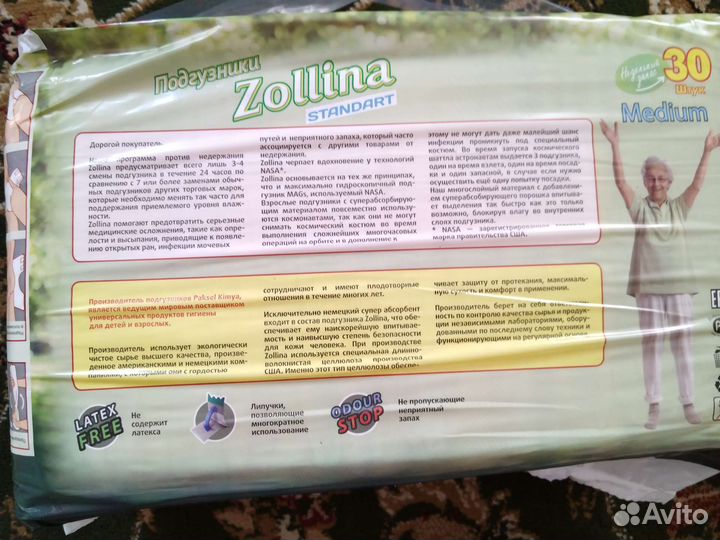 Подгузники
Zollina
STANDART
Недельный запас
30
Штук
Medium
Дорогой покупатель,
программа против недержания
Zollina предусматривает всего лишь 3-4
смены подгузника в течение 24 часов по
сравнению с 7 или более заменами обыч-
ных подгузников других торговых марок,
которые необходимо менять так часто для
поддержания приемлемого уровня влаж-
ности.
Zollina помогают предотвратить серьезные
медицинские осложнения, такие как опре-
лости и высыпания, приводящие к появле-
нию открытых ран, инфекции мочевых
путей и неприятного запаха, который часто
ассоциируется с другими товарами от
недержания.
Zollina черпает вдохновение у технологий
NASA*.
Zollina основывается на тех же принципах,
что и максимально гидроскопичный под-
гузник MAGs, используемый NASA.
Взрослые подгузники с суперабсорбирую-
щим материалом повсеместно использу-
ются космонавтами, так как они не могут
снимать космический костюм во время
выполнения сложнейших многочасовых
операций на орбите и в дополнение к
этому не могут дать даже малейший шанс
инфекции проникнуть под специальный
костюм. Во время запуска космического
шаттла астронавтам выдается 3 подгузника,
один на время взлета, один на время посад-
ки и один запасной, в случае если нужно
осуществить ещё одну попытку посадки.
Наш многослойный материал с добавлени-
ем суперабсорбирующего порошка впитыва-
ет выделения так быстро как это только
возможно, блокируя влагу во внутренних
слоях подгузника.
* NASA — зарегистрированная торговая
марка правительства США.
Производитель подгузников Paksel Kimya,
является ведущим мировым поставщиком
универсальных продуктов гигиены
для детей и взрослых.
Производитель использует экологически
чистое сырье высшего качества, произве-
денное американскими и немецкими ком-
паниями, с которыми они с гордостью
сотрудничают и имеют плодотворные
отношения в течение многих лет.
Исключительно немецкий супер абсорбент
входит в состав подгузника Zollina, что обе-
спечивает ему наискорейшую впитывае-
мость и наивысшую степень безопасности
для кожи человека. При производстве
Zollina используется специальная длинно-
волокнистая целлюлоза производства
США. Именно этот тип целлюлозы обеспе-
чивает защиту от протекания, максималь-
ную сухость и комфорт в применении.
Производитель берет на себя ответствен-
ность по контролю качества сырья и продук-
ции независимыми лабораториями, обору-
дованными по последнему слову техники и
функционирующими на регулярной основе
LATEX
FREE
Не
содержит
латекса
Липучки,
позволяющие
многократное
использование
ODOUR
STOP
Не пропускающие
неприятный
запах
Avito